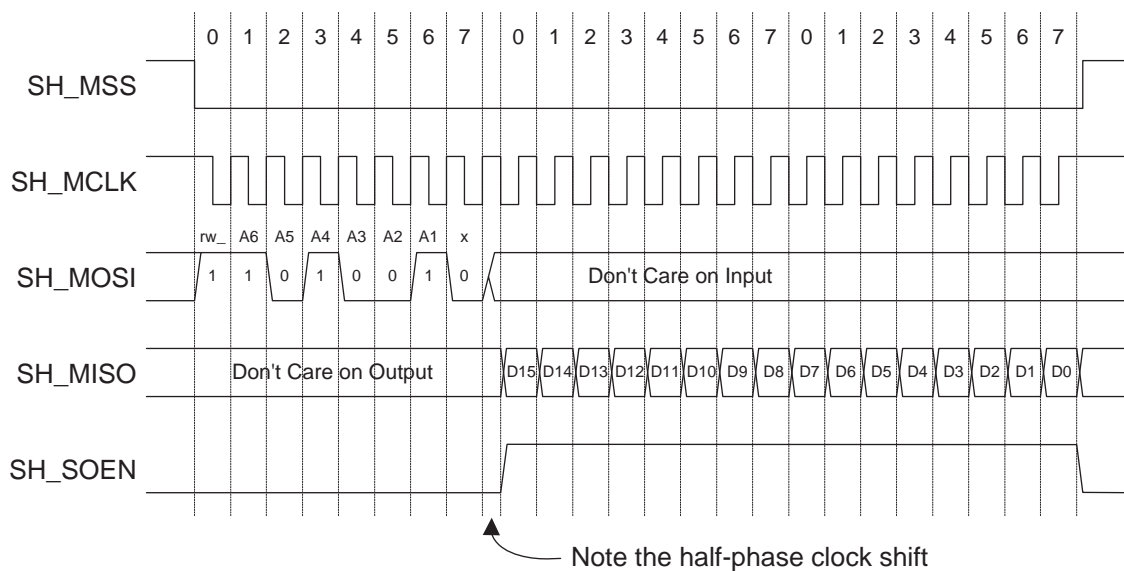 0 1 2 3 4 5 6 7 0 1 2 3 4 5 6 7 0 1 2 3 4 5 6 7
SH_MSS
SH_MCLK
rw_ A6 A5 A4 A3 A2 A1 x
SH_MOSI 1 1 0 1 0 0 1 0 Don't Care on Input
SH_MISO Don't Care on Output D15 D14 D13 D12 D11 D10 D9 D8 D7 D6 D5 D4 D3 D2 D1 D0
SH_SOEN
Note the half-phase clock shift